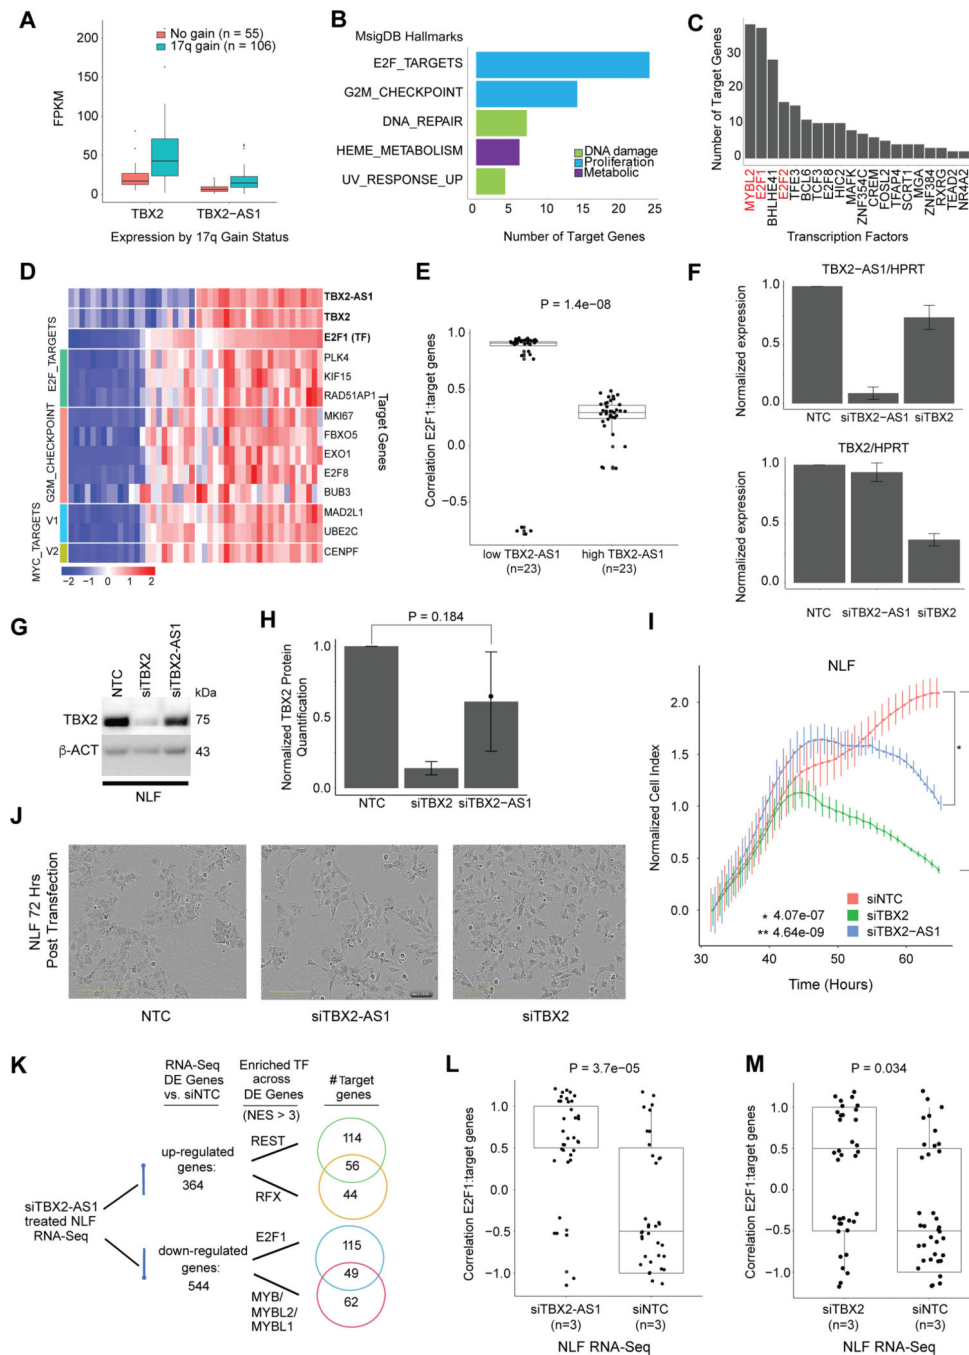 A
No gain (n = 55)
17q gain (n = 106)
FPKM
200
150
100
50
0
TBX2
TBX2−AS1
Expression by 17q Gain Status
B
MsigDB Hallmarks
E2F_TARGETS
G2M_CHECKPOINT
DNA_REPAIR
HEME_METABOLISM
UV_RESPONSE_UP
DNA damage
Proliferation
Metabolic
0 5 10 15 20 25
Number of Target Genes
C
Number of Target Genes
30
20
10
0
MYBL2
E2F1
BHLHE41
E2F2
TFE3
BCL6
TCF3
E2F8
HIC2
MAFK
ZNF354C
CREM
FOSL2
TFAP4
SCRT1
MGA
ZNF384
RXRG
TEAD2
NR4A2
Transcription Factors
D
TBX2-AS1
TBX2
E2F1 (TF)
PLK4
KIF15
RAD51AP1
MKI67
FBXO5
EXO1
E2F8
BUB3
MAD2L1
UBE2C
CENPF
Target Genes
E2F_TARGETS
G2M_CHECKPOINT
MYC_TARGETS
V1
V2
−2 −1 0 1 2
E
P = 1.4e−08
Correlation E2F1:target genes
1.0
0.5
0.0
−0.5
low TBX2-AS1
(n=23)
high TBX2-AS1
(n=23)
F
TBX2−AS1/HPRT
Normalized expression
1.0
0.5
0.0
NTC siTBX2−AS1 siTBX2
TBX2/HPRT
Normalized expression
1.0
0.5
0.0
NTC siTBX2−AS1 siTBX2
G
NTC
siTBX2
siTBX2-AS1
kDa
TBX2
75
β-ACT
43
NLF
H
P = 0.184
Normalized TBX2 Protein
Quantification
1.0
0.5
0.0
NTC siTBX2 siTBX2−AS1
I
NLF
Normalized Cell Index
2.0
1.5
1.0
0.5
0.0
*
siNTC
siTBX2
siTBX2−AS1
* 4.07e-07
** 4.64e-09
30 40 50 60
Time (Hours)
J
NLF 72 Hrs
Post Transfection
NTC
siTBX2-AS1
siTBX2
K
RNA-Seq
DE Genes
vs. siNTC
Enriched TF
across
DE Genes
(NES > 3)
# Target
genes
siTBX2-AS1
treated NLF
RNA-Seq
up-regulated
genes:
364
REST
RFX
114
56
44
down-regulated
genes:
544
E2F1
MYB/
MYBL2/
MYBL1
115
49
62
L
P = 3.7e−05
Correlation E2F1:target genes
1.0
0.5
0.0
−0.5
−1.0
siTBX2-AS1
(n=3)
siNTC
(n=3)
NLF RNA-Seq
M
P = 0.034
Correlation E2F1:target genes
1.0
0.5
0.0
−0.5
−1.0
siTBX2
(n=3)
siNTC
(n=3)
NLF RNA-Seq